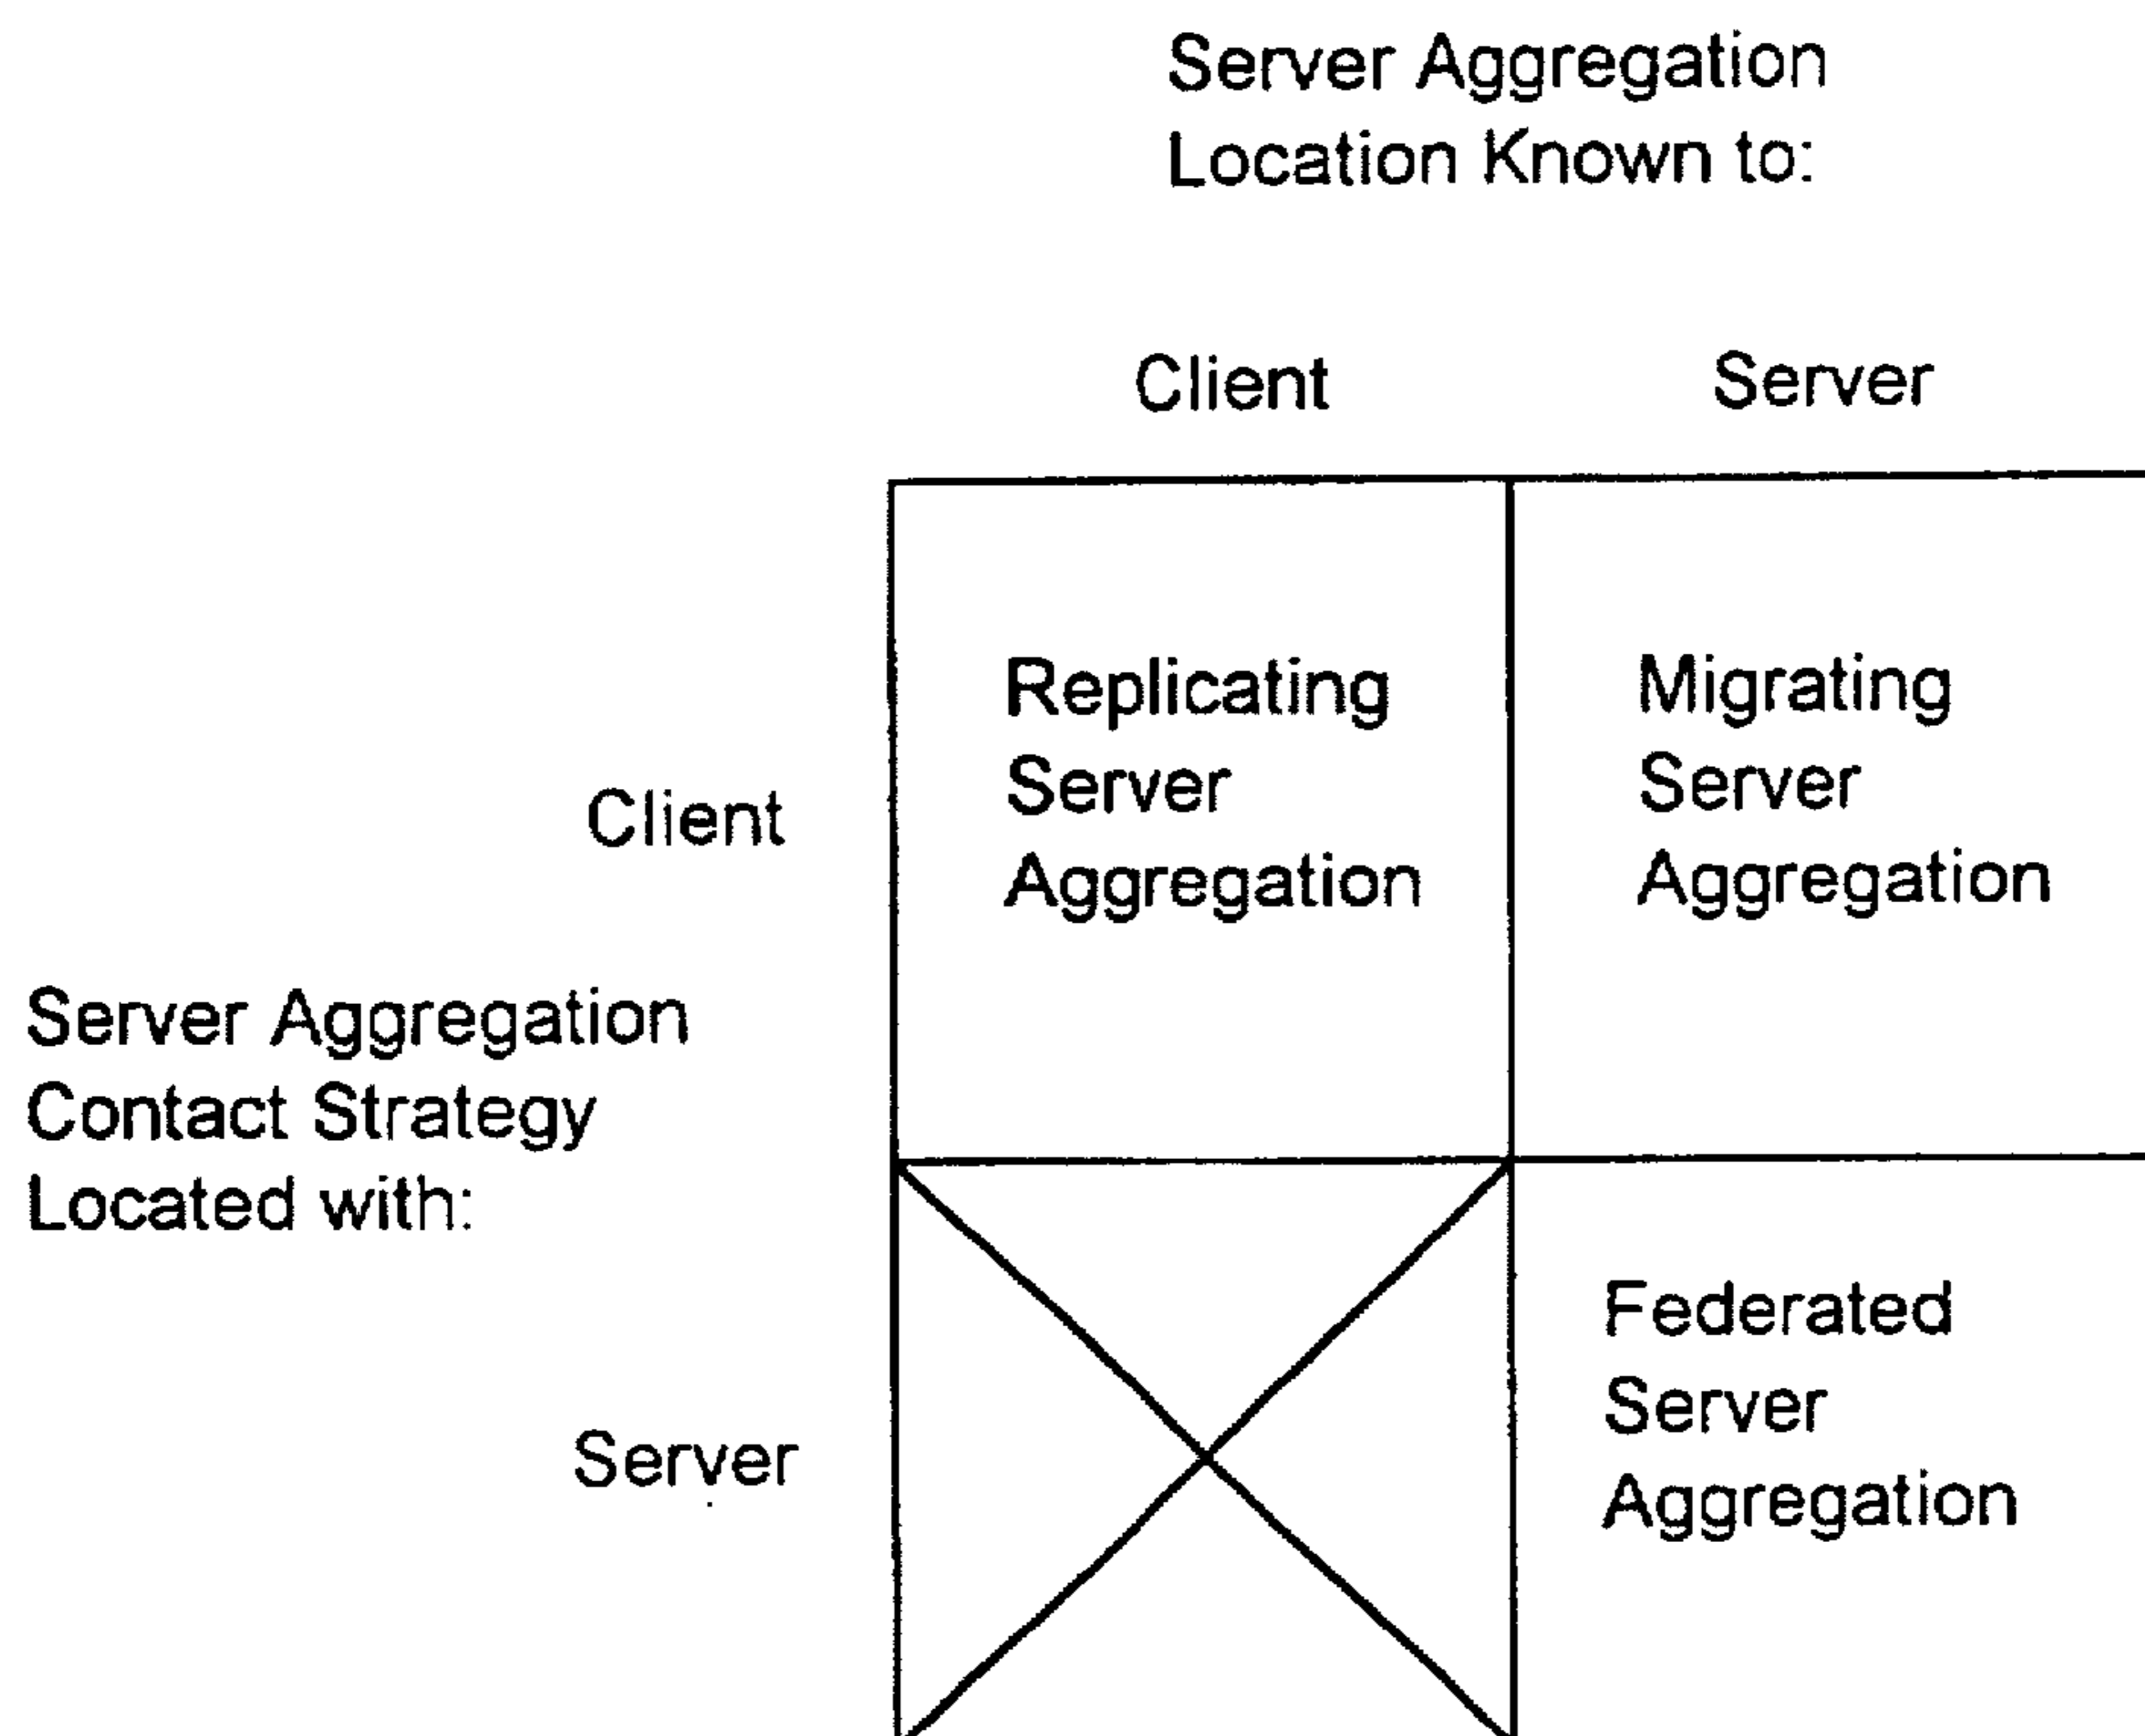 Server Aggregation
Location Known to:
Client
Server
Replicating
Server
Aggregation
Migrating
Server
Aggregation
Client
Server Aggregation
Contact Strategy
Located with:
Federated
Server
Aggregation
Server